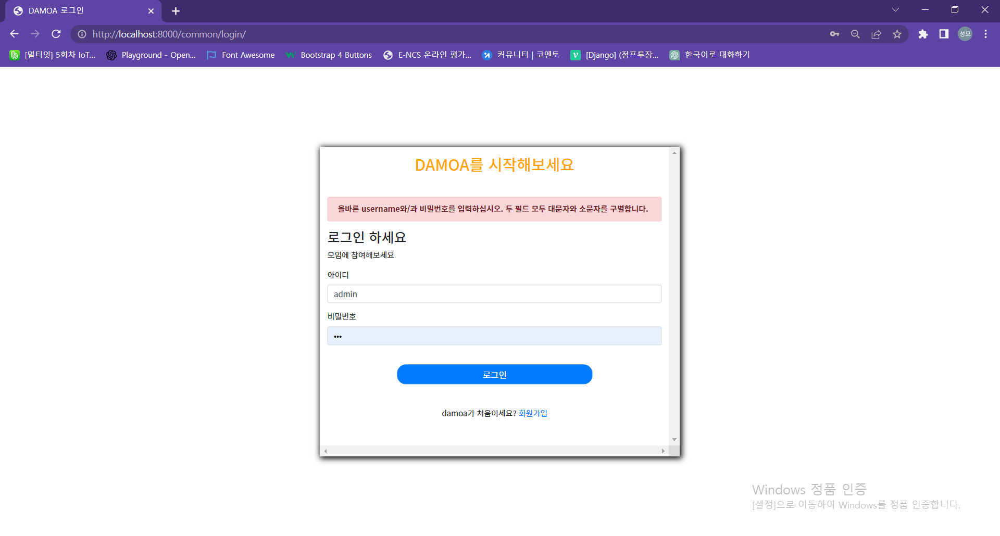 DAMOA 로그인
http://localhost:8000/common/login/
성모
[멀티잇] 5회차 IoT...
Playground - Open...
Font Awesome
Bootstrap 4 Buttons
E-NCS 온라인 평가...
커뮤니티 | 코멘토
[Django] (점프투장...
한국어로 대화하기
DAMOA를 시작해보세요
올바른 username와/과 비밀번호를 입력하십시오. 두 필드 모두 대문자와 소문자를 구별합니다.
로그인 하세요
모임에 참여해보세요
아이디
admin
비밀번호
•••
로그인
damoa가 처음이세요? 회원가입
Windows 정품 인증
[설정]으로 이동하여 Windows를 정품 인증합니다.